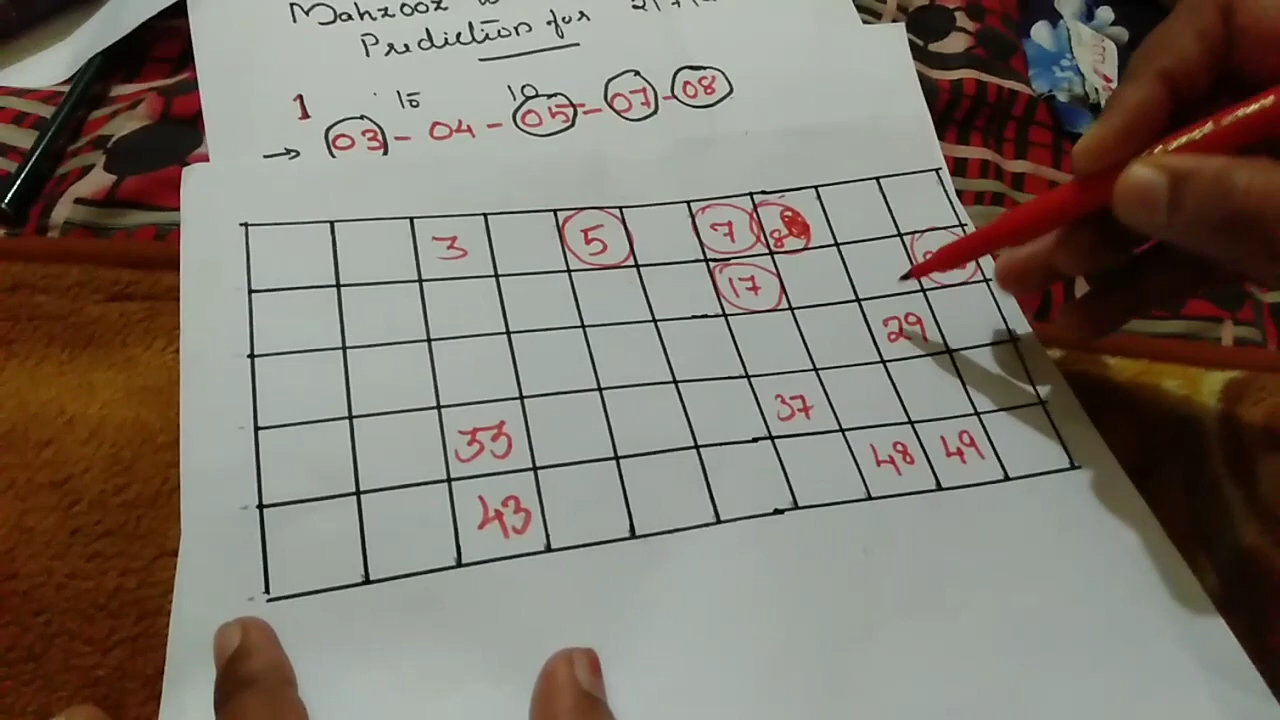 Mahzooz
Prediction for
1 15 10
→ 03 - 04 - 05 - 07 - 08
3 5 7 8
17
29
33 37
43 48 49